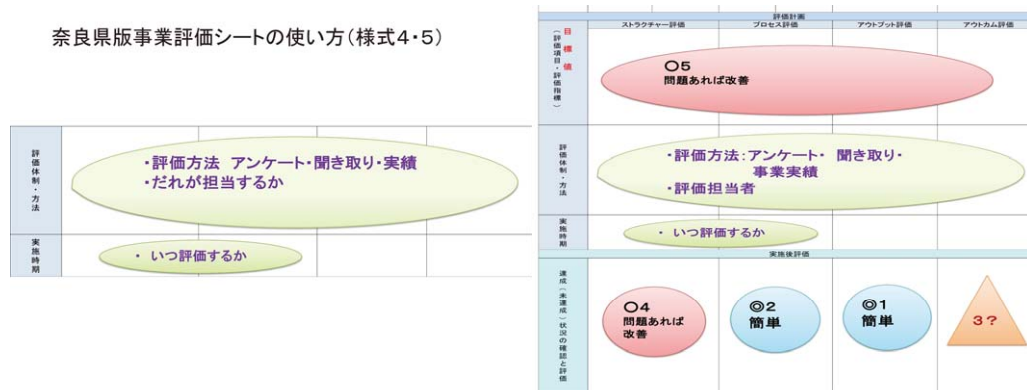 奈良県版事業評価シートの使い方(様式4・5)
評価体制・方法
・評価方法 アンケート・聞き取り・実績
・だれが担当するか
実施時期
・ いつ評価するか
評価計画
ストラクチャー評価 プロセス評価 アウトプット評価 アウトカム評価
目標値
(評価項目・評価指標)
〇5
問題あれば改善
評価体制・方法
・評価方法:アンケート・ 聞き取り・
事業実績
・評価担当者
実施時期
・ いつ評価するか
実施後評価
達成(未達成)状況の確認と評価
〇4
問題あれば
改善
◎2
簡単
◎1
簡単
3?